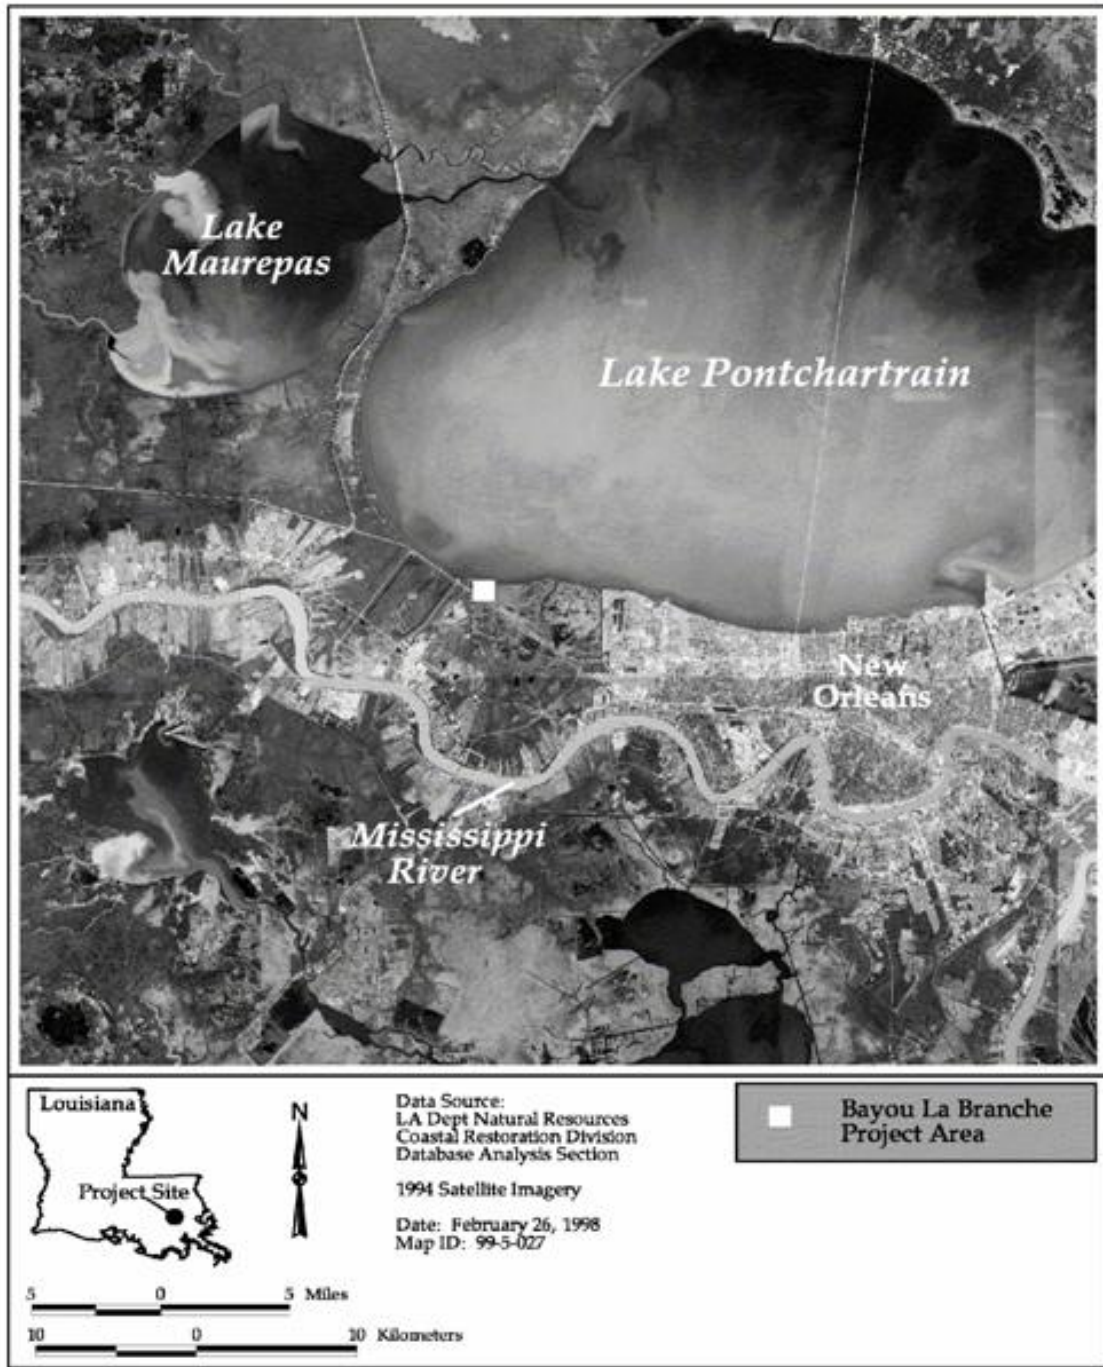 Lake
Maurepas
Lake Pontchartrain
New
Orleans
Mississippi
River
Louisiana
Project Site
N
Data Source:
LA Dept Natural Resources
Coastal Restoration Division
Database Analysis Section
1994 Satellite Imagery
Date: February 26, 1998
Map ID: 99-5-027
Bayou La Branche
Project Area
5 0 5 Miles
10 0 10 Kilometers